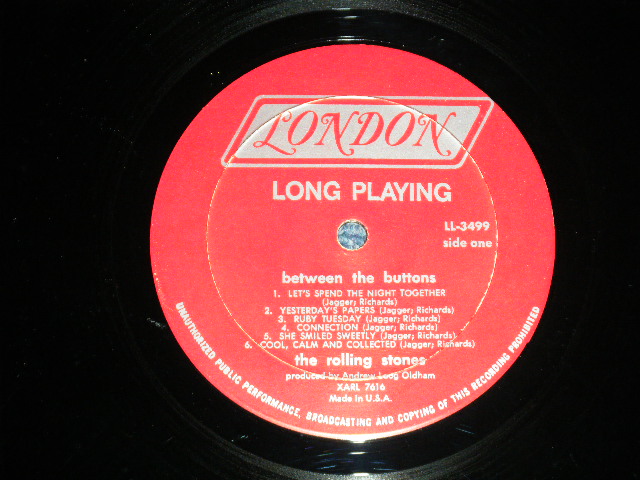 LONDON
LONG PLAYING
LL-3499
side one
between the buttons
1. LET'S SPEND THE NIGHT TOGETHER
(Jagger; Richards)
2. YESTERDAY'S PAPERS (Jagger; Richards)
3. RUBY TUESDAY (Jagger; Richards)
4. CONNECTION (Jagger; Richards)
5. SHE SMILED SWEETLY (Jagger; Richards)
6. COOL, CALM AND COLLECTED (Jagger; Richards)
the rolling stones
produced by Andrew Loog Oldham
XARL 7616
Made in U.S.A.
UNAUTHORIZED PUBLIC PERFORMANCE, BROADCASTING AND COPYING OF THIS RECORDING PROHIBITED